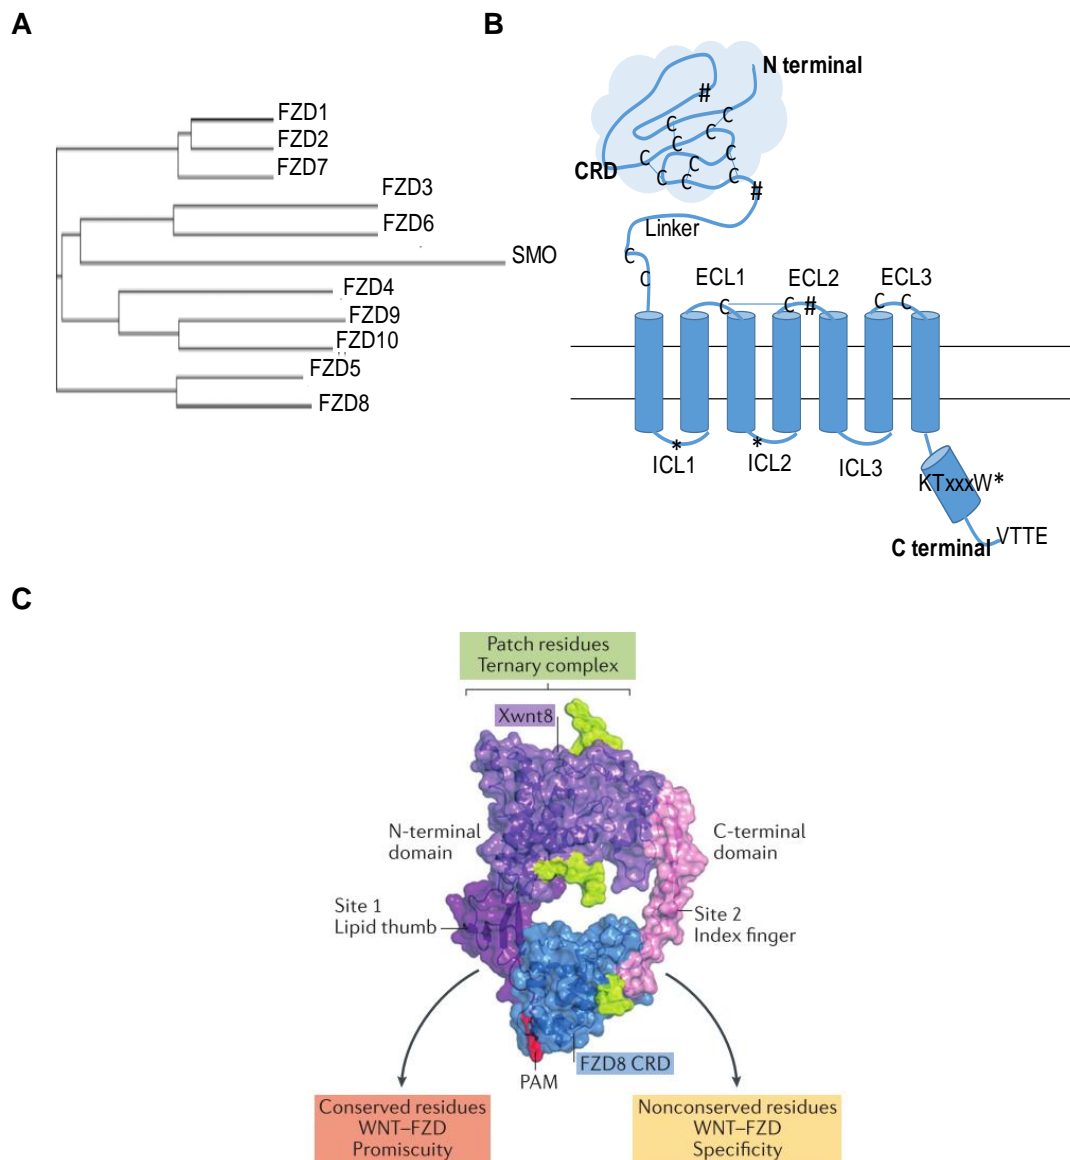 A
FZD1
FZD2
FZD7
FZD3
FZD6
SMO
FZD4
FZD9
FZD10
FZD5
FZD8
B
N terminal
#
C
C
C
C
C
C
C
C
C
C
CRD
#
Linker
C
C
ECL1
ECL2
ECL3
C
C
#
C
C
*
*
ICL1
ICL2
ICL3
KTxxxW*
C terminal
VTTE
C
Patch residues
Ternary complex
Xwnt8
N-terminal
domain
C-terminal
domain
Site 1
Lipid thumb
Site 2
Index finger
FZD8 CRD
PAM
Conserved residues
WNT–FZD
Promiscuity
Nonconserved residues
WNT–FZD
Specificity